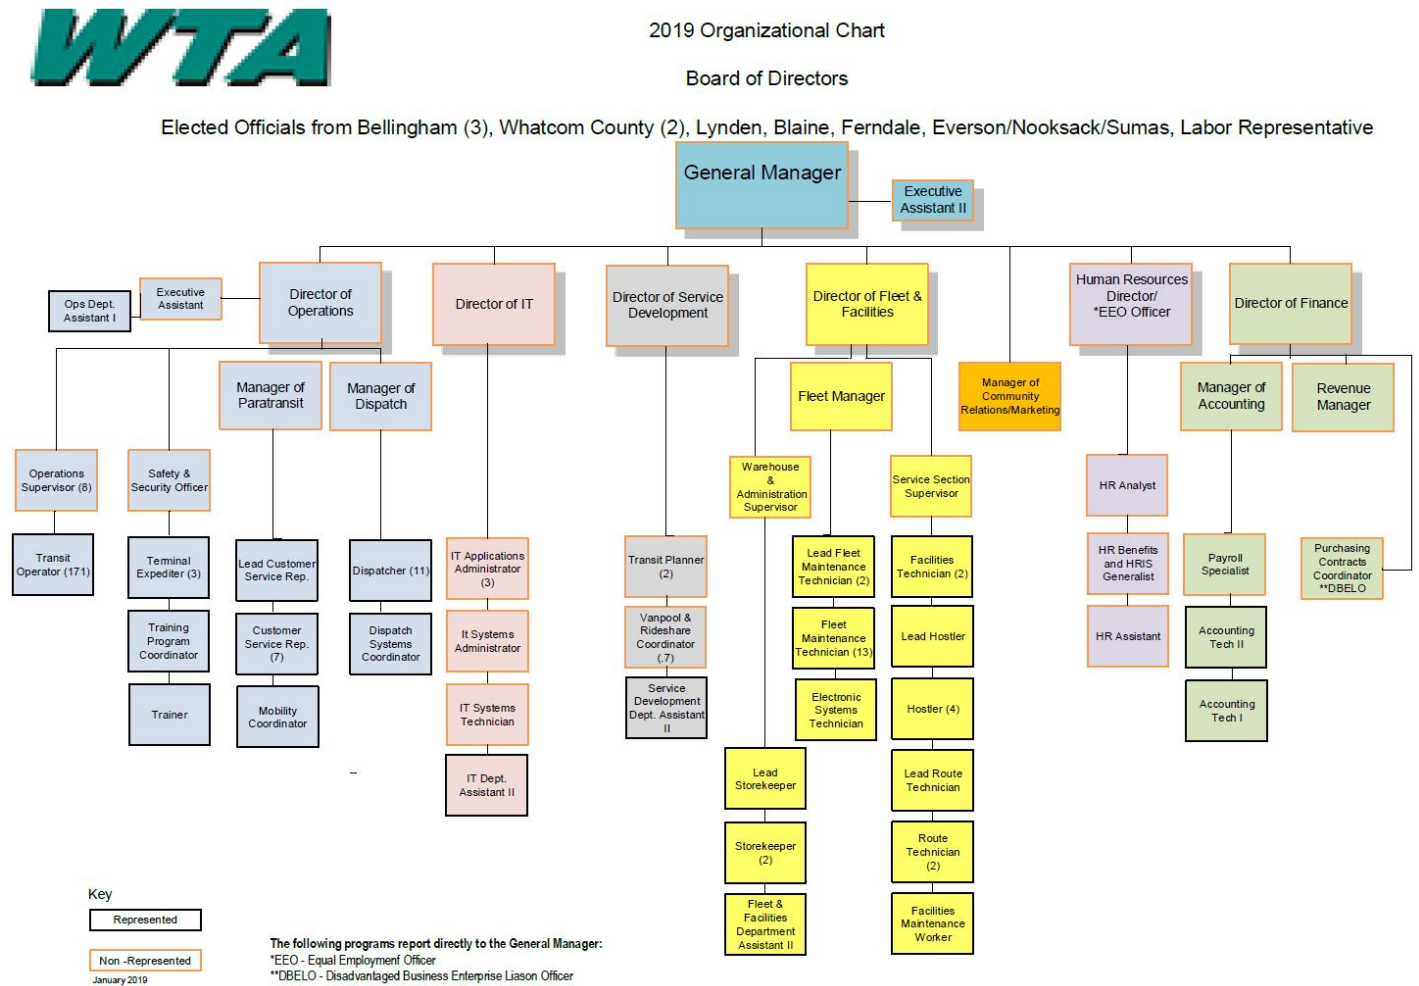 WTA
2019 Organizational Chart
Board of Directors
Elected Officials from Bellingham (3), Whatcom County (2), Lynden, Blaine, Ferndale, Everson/Nooksack/Sumas, Labor Representative
General Manager
Executive
Assistant II
Ops Dept.
Assistant I
Executive
Assistant
Director of
Operations
Director of IT
Director of Service
Development
Director of Fleet &
Facilities
Human Resources
Director/
*EEO Officer
Director of Finance
Manager of
Paratransit
Manager of
Dispatch
Fleet Manager
Manager of
Community
Relations/Marketing
Manager of
Accounting
Revenue
Manager
Operations
Supervisor (8)
Safety &
Security Officer
Warehouse
&
Administration
Supervisor
Service Section
Supervisor
HR Analyst
Transit
Operator (171)
Terminal
Expediter (3)
Lead Customer
Service Rep.
Dispatcher (11)
IT Applications
Administrator
(3)
Transit Planner
(2)
Lead Fleet
Maintenance
Technician (2)
Facilities
Technician (2)
HR Benefits
and HRIS
Generalist
Payroll
Specialist
Purchasing
Contracts
Coordinator
**DBELO
Training
Program
Coordinator
Customer
Service Rep.
(7)
Dispatch
Systems
Coordinator
It Systems
Administrator
Vanpool &
Rideshare
Coordinator
(.7)
Fleet
Maintenance
Technician (13)
Lead Hostler
HR Assistant
Accounting
Tech II
Trainer
Mobility
Coordinator
IT Systems
Technician
Service
Development
Dept. Assistant
II
Electronic
Systems
Technician
Hostler (4)
Accounting
Tech I
IT Dept.
Assistant II
Lead
Storekeeper
Lead Route
Technician
Storekeeper
(2)
Route
Technician
(2)
Fleet &
Facilities
Department
Assistant II
Facilities
Maintenance
Worker
Key
Represented
Non -Represented
January 2019
The following programs report directly to the General Manager:
*EEO - Equal Employment Officer
**DBELO - Disadvantaged Business Enterprise Liason Officer